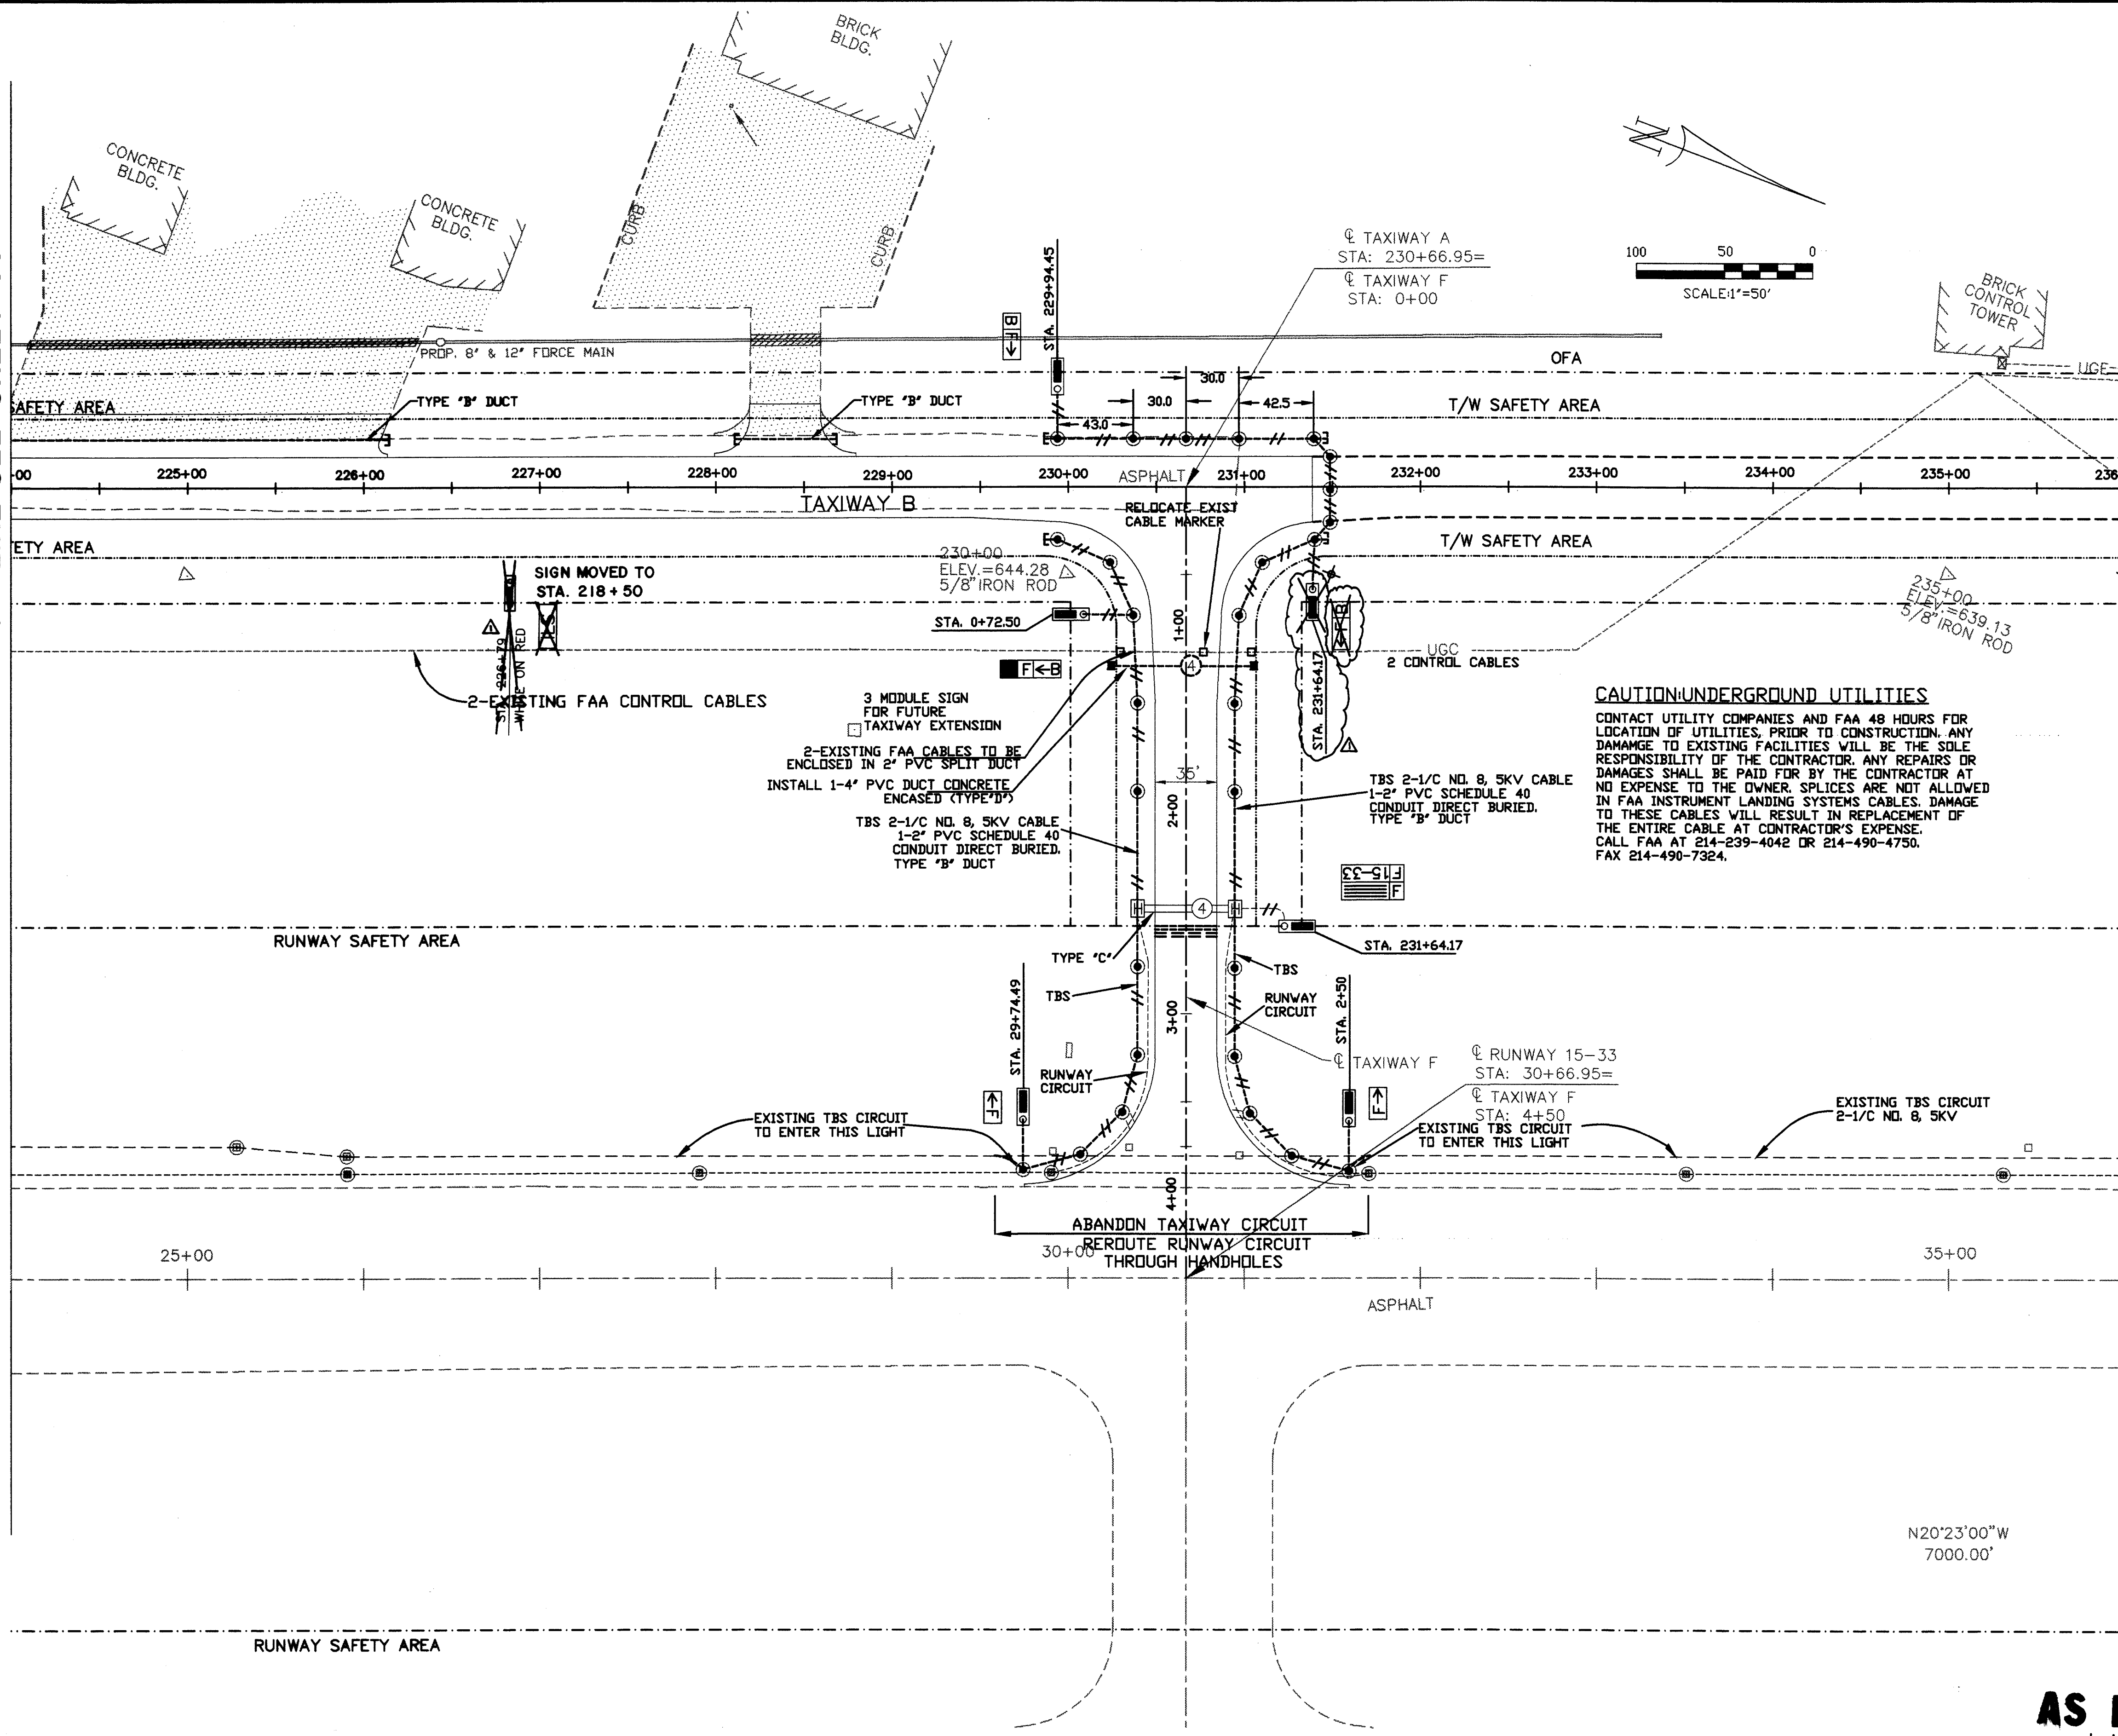 BRICK
BLDG.
CONCRETE
BLDG.
CONCRETE
BLDG.
CURB
CURB
N
℄ TAXIWAY A
STA: 230+66.95=
℄ TAXIWAY F
STA: 0+00
100 50 0
SCALE:1"=50'
BRICK
CONTROL
TOWER
STA. 229+94.45
B F→
PROP. 8" & 12" FORCE MAIN
OFA
UGE-
30.0
30.0
42.5
43.0
SAFETY AREA
TYPE "B" DUCT
TYPE "B" DUCT
T/W SAFETY AREA
+00 225+00 226+00 227+00 228+00 229+00 230+00 231+00 232+00 233+00 234+00 235+00 236
ASPHALT
TAXIWAY B
RELOCATE EXIST
CABLE MARKER
ETY AREA
T/W SAFETY AREA
230+00
ELEV.=644.28
5/8"IRON ROD
SIGN MOVED TO
STA. 218+50
235+00
ELEV.=639.13
5/8"IRON ROD
STA. 226+79
WHITE ON RED
1
STA. 0+72.50
1+00
UGC
2 CONTROL CABLES
4
F←B
←F B
STA. 231+64.17
1
2-EXISTING FAA CONTROL CABLES
3 MODULE SIGN
FOR FUTURE
TAXIWAY EXTENSION
2-EXISTING FAA CABLES TO BE
ENCLOSED IN 2" PVC SPLIT DUCT
INSTALL 1-4" PVC DUCT CONCRETE
ENCASED (TYPE"D")
35'
2+00
TBS 2-1/C NO. 8, 5KV CABLE
1-2" PVC SCHEDULE 40
CONDUIT DIRECT BURIED.
TYPE "B" DUCT
TBS 2-1/C NO. 8, 5KV CABLE
1-2" PVC SCHEDULE 40
CONDUIT DIRECT BURIED.
TYPE "B" DUCT
CAUTION:UNDERGROUND UTILITIES
CONTACT UTILITY COMPANIES AND FAA 48 HOURS FOR
LOCATION OF UTILITIES, PRIOR TO CONSTRUCTION. ANY
DAMAMGE TO EXISTING FACILITIES WILL BE THE SOLE
RESPONSIBILITY OF THE CONTRACTOR. ANY REPAIRS OR
DAMAGES SHALL BE PAID FOR BY THE CONTRACTOR AT
NO EXPENSE TO THE OWNER. SPLICES ARE NOT ALLOWED
IN FAA INSTRUMENT LANDING SYSTEMS CABLES. DAMAGE
TO THESE CABLES WILL RESULT IN REPLACEMENT OF
THE ENTIRE CABLE AT CONTRACTOR'S EXPENSE.
CALL FAA AT 214-239-4042 OR 214-490-4750.
FAX 214-490-7324.
F 15-33
F
H
4
H
RUNWAY SAFETY AREA
STA. 231+64.17
TYPE "C"
TBS
TBS
STA. 29+74.49
3+00
RUNWAY
CIRCUIT
STA. 2+50
RUNWAY
CIRCUIT
℄ TAXIWAY F
℄ RUNWAY 15-33
STA: 30+66.95=
℄ TAXIWAY F
STA: 4+50
←F
F→
EXISTING TBS CIRCUIT
TO ENTER THIS LIGHT
EXISTING TBS CIRCUIT
TO ENTER THIS LIGHT
EXISTING TBS CIRCUIT
2-1/C NO. 8, 5KV
4+00
ABANDON TAXIWAY CIRCUIT
REROUTE RUNWAY CIRCUIT
THROUGH HANDHOLES
25+00 30+00 35+00
ASPHALT
N20°23'00"W
7000.00'
RUNWAY SAFETY AREA
AS